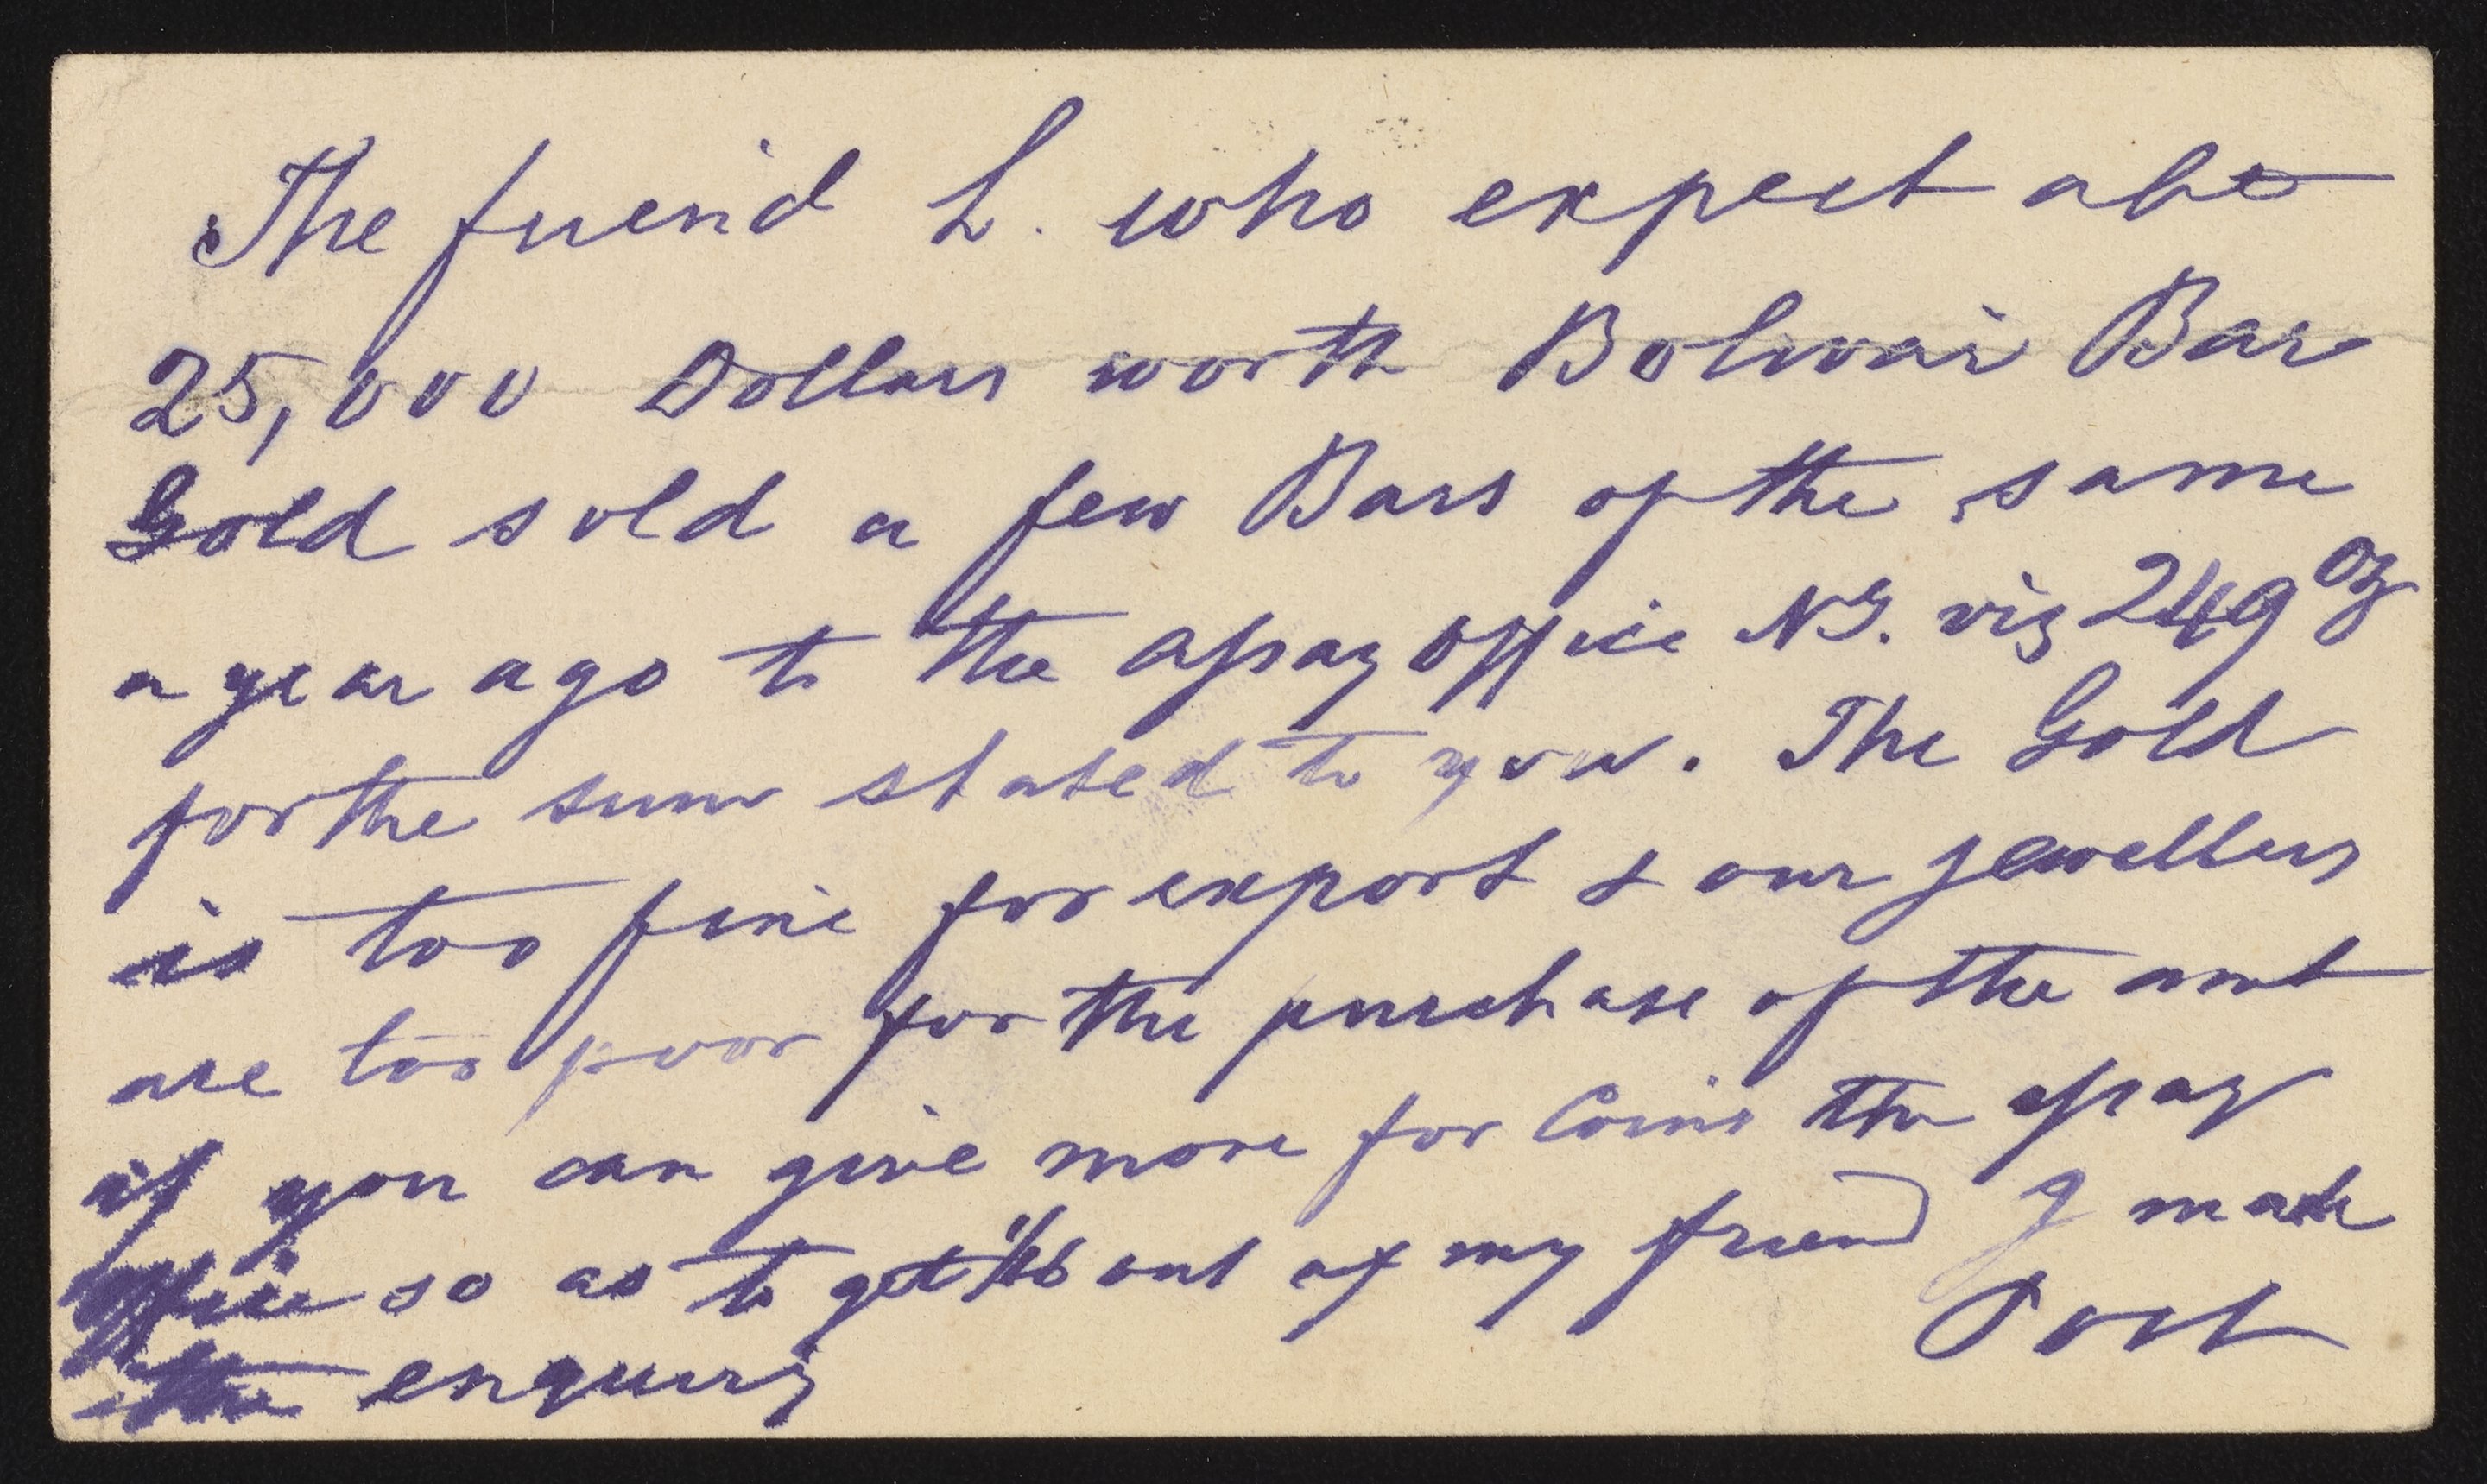 The friend L. who expect abt
25,000 Dollars worth Bolivar Bar
Gold sold a few Bars of the same
a year ago to the assay office NY. viz 249 oz
for the sum stated to you. The Gold
is too fine for export & our Jewellers
are too poor for the purchase of the amt
if you can give more for Coins the assay
office so as to get out of my friend I made
the enquiry Post